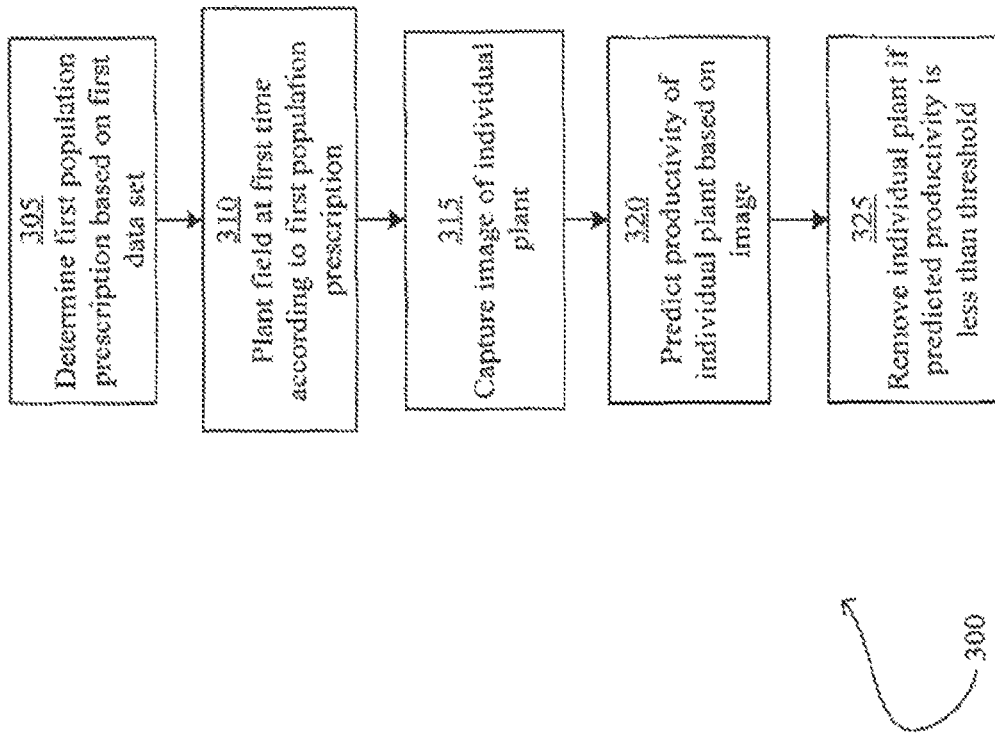 305
Determine first population
prescription based on first
data set
310
Plant field at first time
according to first population
prescription
315
Capture image of individual
plant
320
Predict productivity of
individual plant based on
image
325
Remove individual plant if
predicted productivity is
less than threshold
300